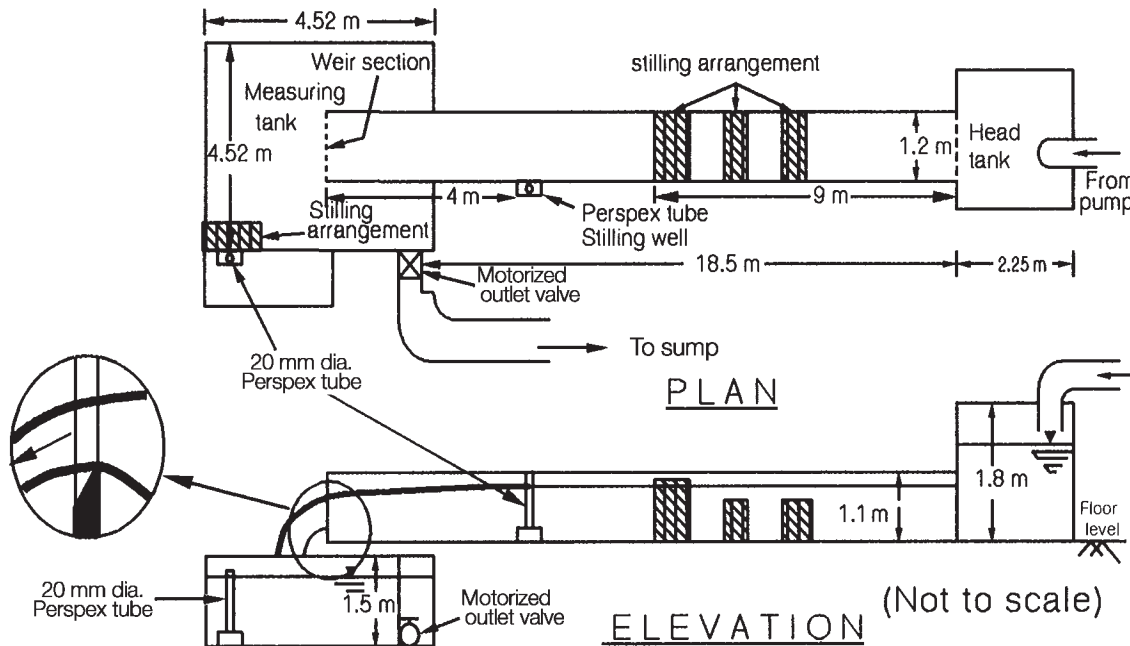 4.52 m
Weir section
Measuring
tank
4.52 m
stilling arrangement
1.2 m
Head
tank
From
pump
4 m
9 m
Perspex tube
Stilling well
Stilling
arrangement
18.5 m
2.25 m
Motorized
outlet valve
To sump
20 mm dia.
Perspex tube
PLAN
1.8 m
1.1 m
Floor
level
20 mm dia.
Perspex tube
1.5 m
Motorized
outlet valve
(Not to scale)
ELEVATION